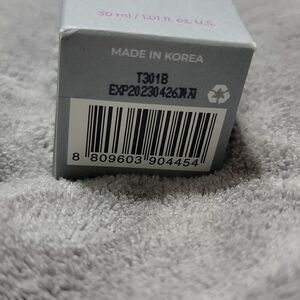 30 ml / 1.01 fl. oz. U.S.
MADE IN KOREA
T301B
EXP20230426까지
8 809603 904454